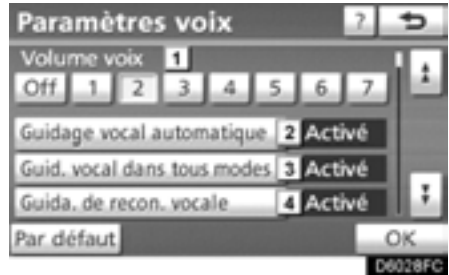 Paramètres voix ?
Volume voix 1
Off 1 2 3 4 5 6 7
Guidage vocal automatique 2 Activé
Guid. vocal dans tous modes 3 Activé
Guida. de recon. vocale 4 Activé
Par défaut OK
D6028FC